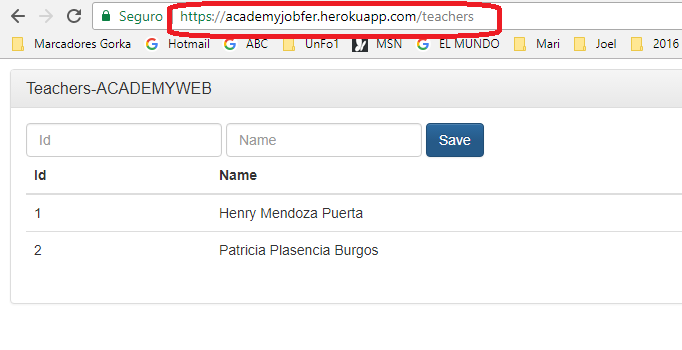 Seguro https://academyjobfer.herokuapp.com/teachers
Marcadores Gorka Hotmail ABC UnFo1 MSN EL MUNDO Mari Joel 2016
Teachers-ACADEMYWEB
Id Name Save
Id Name
1 Henry Mendoza Puerta
2 Patricia Plasencia Burgos